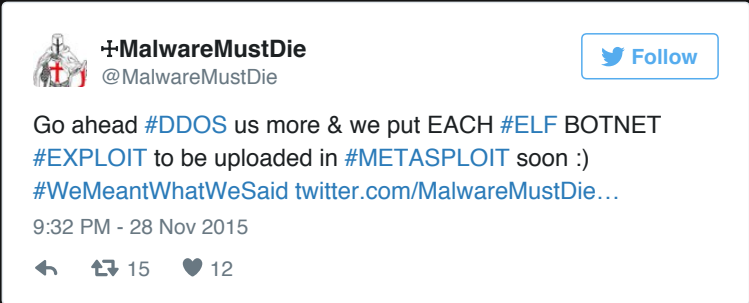 ☩MalwareMustDie
@MalwareMustDie
Follow
Go ahead #DDOS us more & we put EACH #ELF BOTNET
#EXPLOIT to be uploaded in #METASPLOIT soon :)
#WeMeantWhatWeSaid twitter.com/MalwareMustDie…
9:32 PM - 28 Nov 2015
15 12